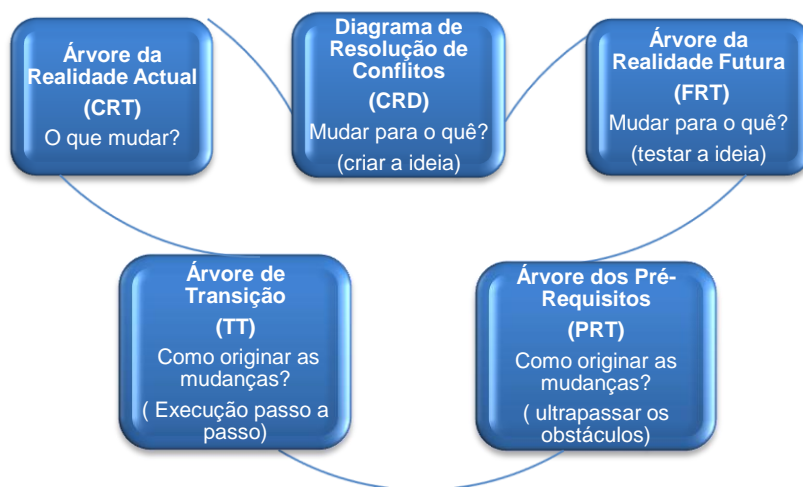 Árvore da
Realidade Actual
(CRT)
O que mudar?
Diagrama de
Resolução de
Conflitos
(CRD)
Mudar para o quê?
(criar a ideia)
Árvore da
Realidade Futura
(FRT)
Mudar para o quê?
(testar a ideia)
Árvore de
Transição
(TT)
Como originar as
mudanças?
( Execução passo a
passo)
Árvore dos Pré-
Requisitos
(PRT)
Como originar as
mudanças?
( ultrapassar os
obstáculos)